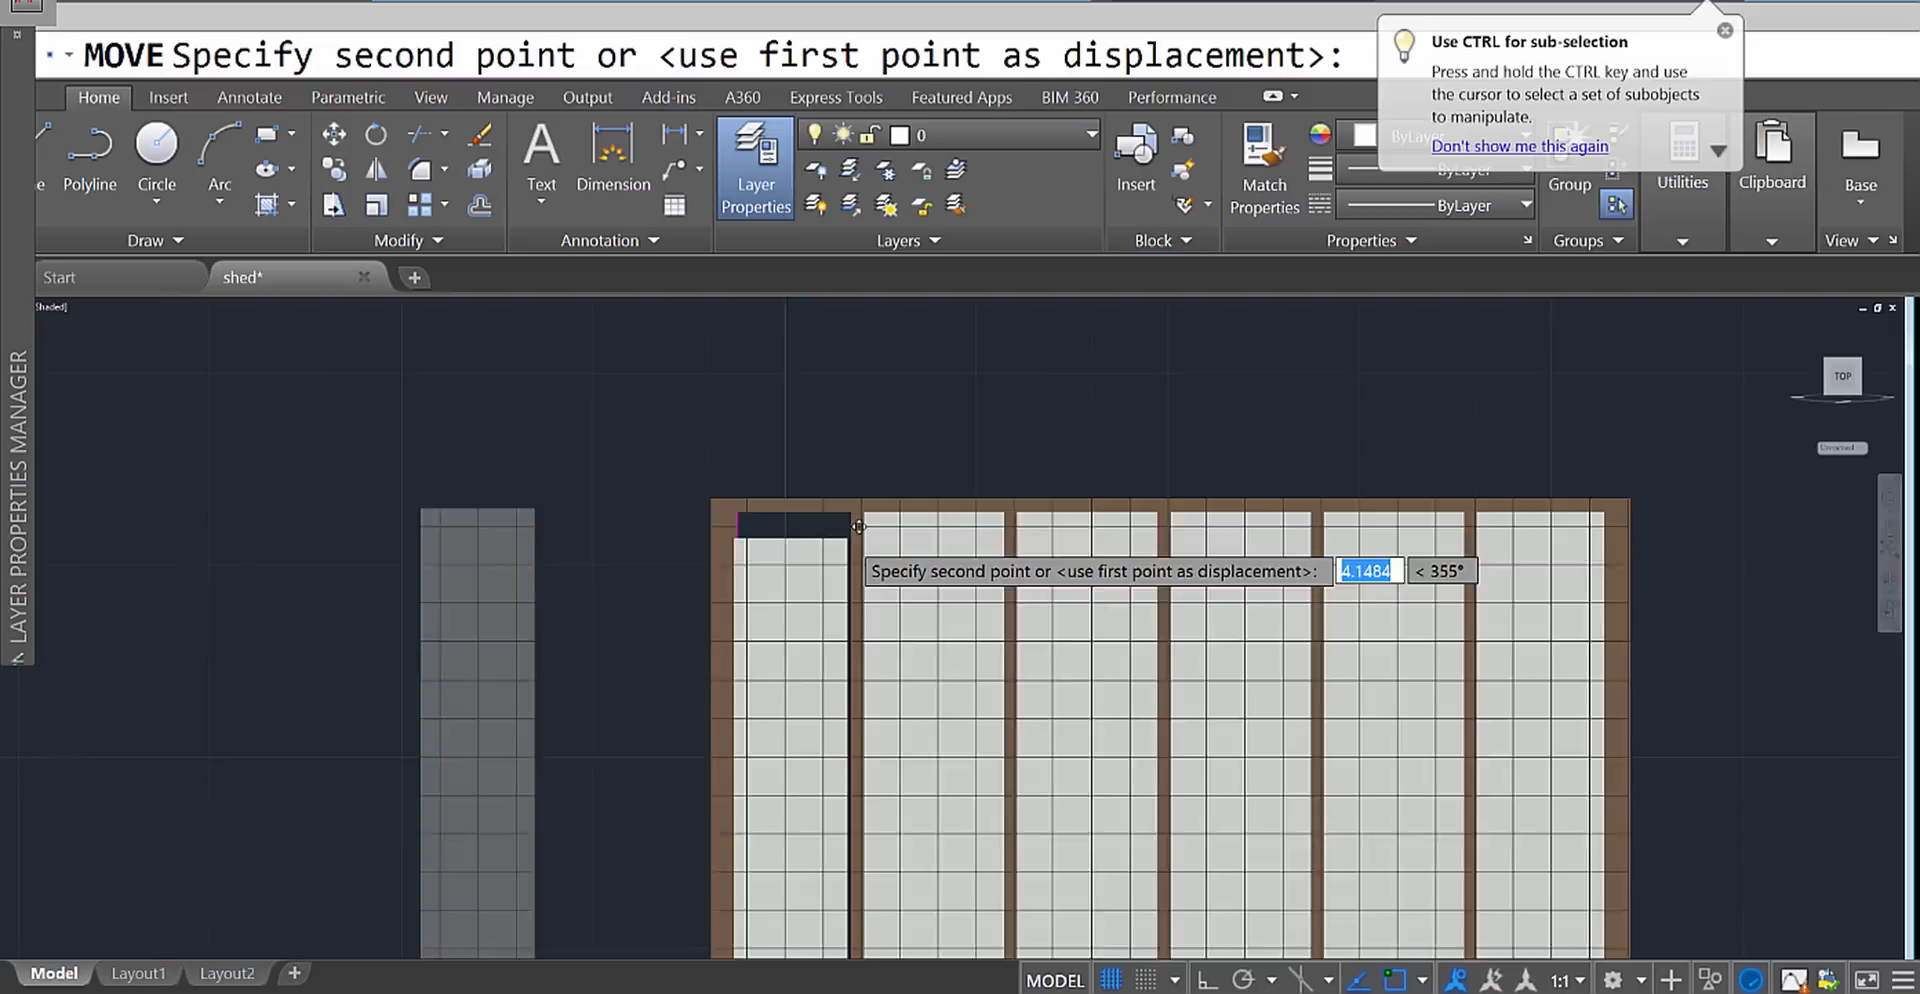 MOVE Specify second point or <use first point as displacement>:
Use CTRL for sub-selection
Press and hold the CTRL key and use
the cursor to select a set of subobjects
to manipulate.
Don't show me this again
Home Insert Annotate Parametric View Manage Output Add-ins A360 Express Tools Featured Apps BIM 360 Performance
0
ByLayer
ByLayer
ByLayer
Polyline Circle Arc
Text Dimension
Layer
Properties
Insert
Match
Properties
Group
Utilities
Clipboard
Base
Draw Modify Annotation Layers Block Properties Groups View
Start shed*
Shaded]
TOP
Unnamed
LAYER PROPERTIES MANAGER
Specify second point or <use first point as displacement>: 4.1484 < 355°
Model Layout1 Layout2
MODEL 1:1